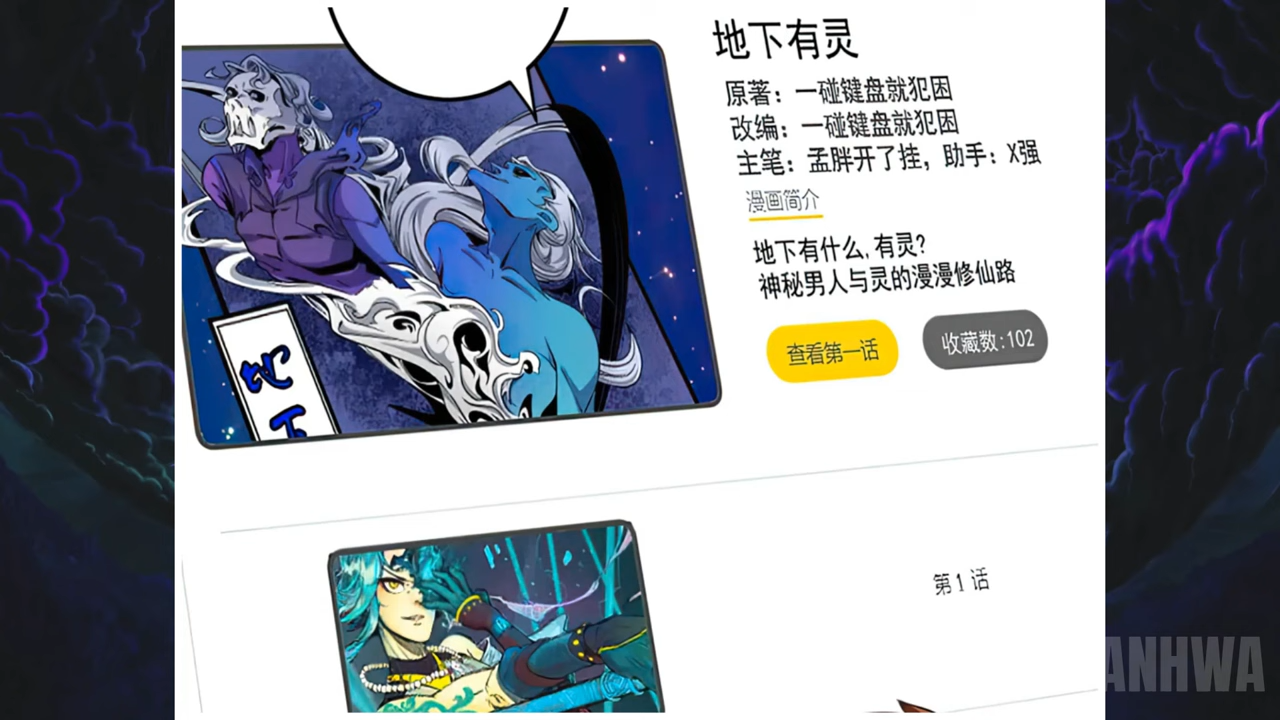 地下有灵
原著：一碰键盘就犯困
改编：一碰键盘就犯困
主笔：孟胖开了挂，助手：X强
漫画简介
地下有什么,有灵?
神秘男人与灵的漫漫修仙路
查看第一话
收藏数:102
地下
第1话
ANHWA